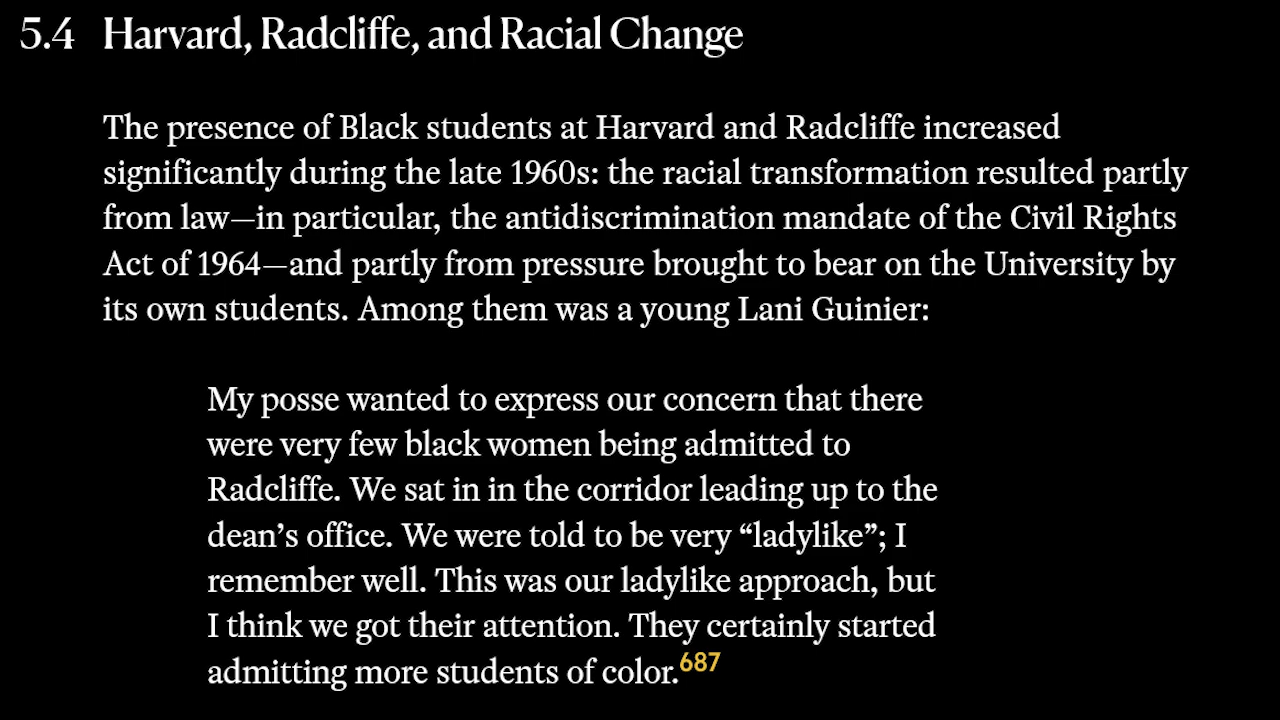 5.4 Harvard, Radcliffe, and Racial Change
The presence of Black students at Harvard and Radcliffe increased
significantly during the late 1960s: the racial transformation resulted partly
from law—in particular, the antidiscrimination mandate of the Civil Rights
Act of 1964—and partly from pressure brought to bear on the University by
its own students. Among them was a young Lani Guinier:
My posse wanted to express our concern that there
were very few black women being admitted to
Radcliffe. We sat in in the corridor leading up to the
dean’s office. We were told to be very “ladylike”; I
remember well. This was our ladylike approach, but
I think we got their attention. They certainly started
admitting more students of color.687